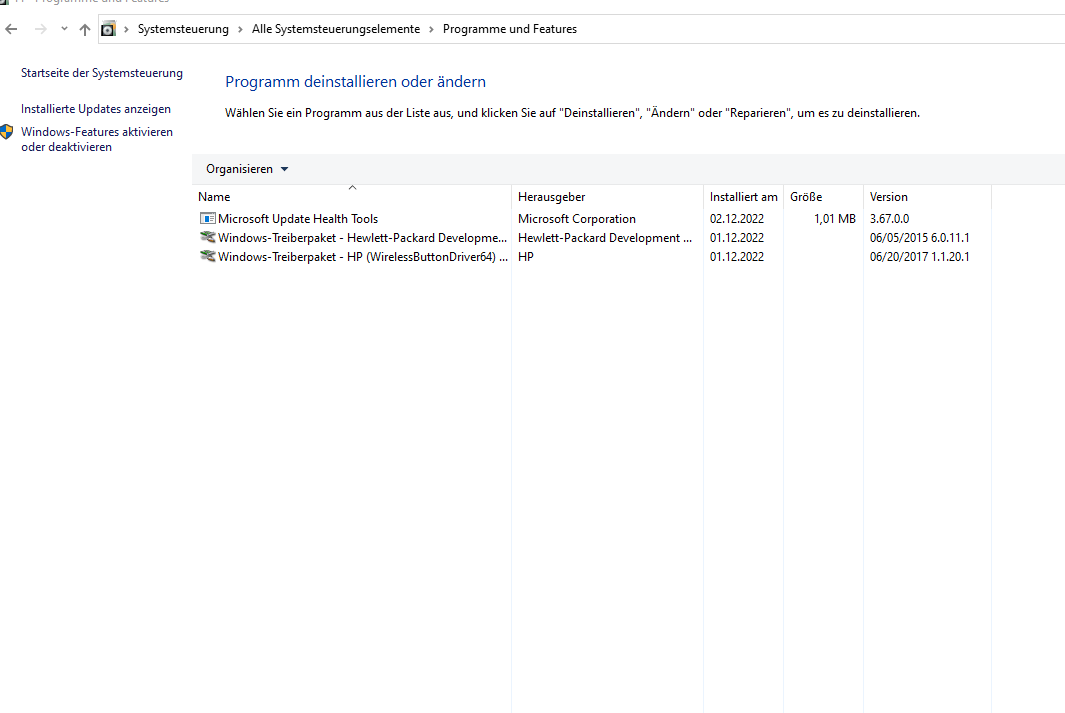 Systemsteuerung > Alle Systemsteuerungselemente > Programme und Features
Startseite der Systemsteuerung
Installierte Updates anzeigen
Windows-Features aktivieren
oder deaktivieren
Programm deinstallieren oder ändern
Wählen Sie ein Programm aus der Liste aus, und klicken Sie auf "Deinstallieren", "Ändern" oder "Reparieren", um es zu deinstallieren.
Organisieren
Name Herausgeber Installiert am Größe Version
Microsoft Update Health Tools Microsoft Corporation 02.12.2022 1,01 MB 3.67.0.0
Windows-Treiberpaket - Hewlett-Packard Developme... Hewlett-Packard Development ... 01.12.2022 06/05/2015 6.0.11.1
Windows-Treiberpaket - HP (WirelessButtonDriver64) ... HP 01.12.2022 06/20/2017 1.1.20.1